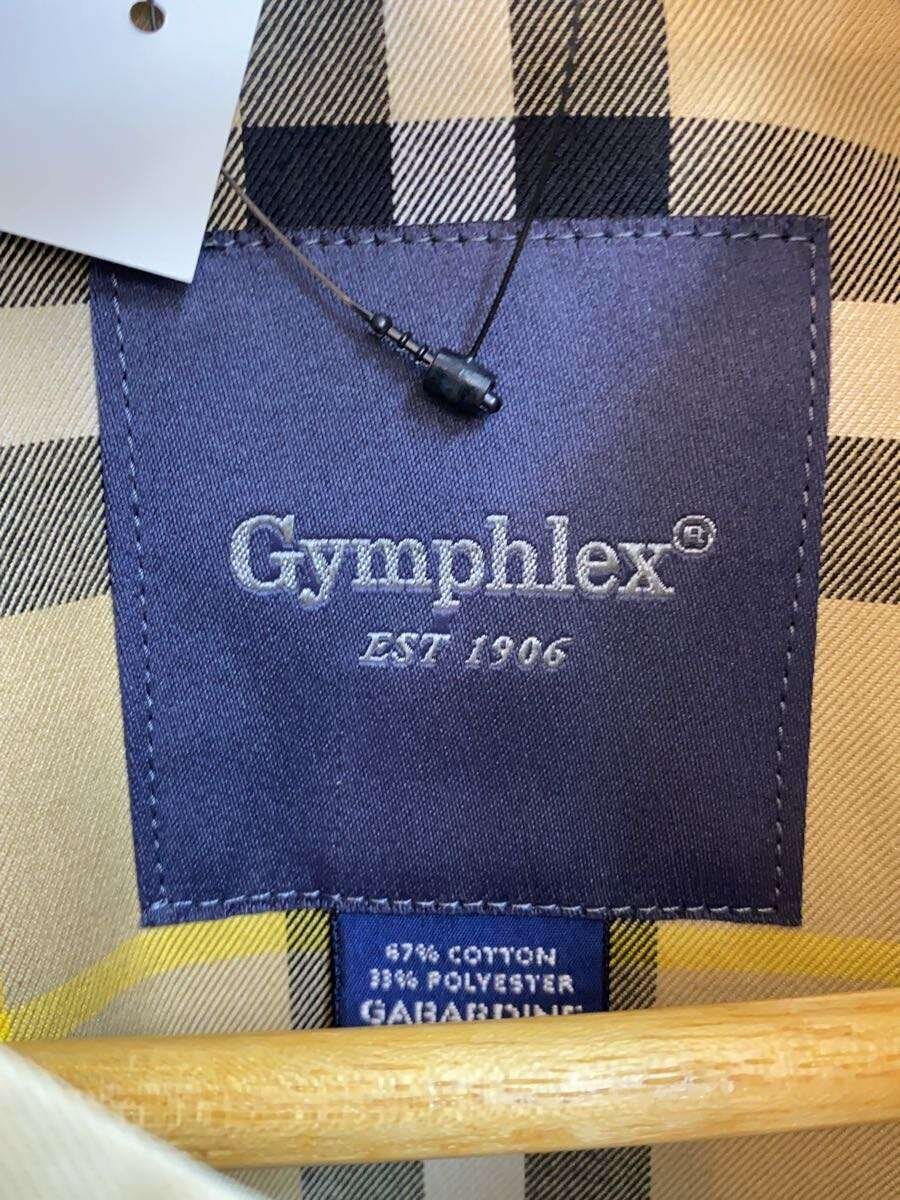 Gymphlex®
EST 1906
67% COTTON
33% POLYESTER
GABARDINE